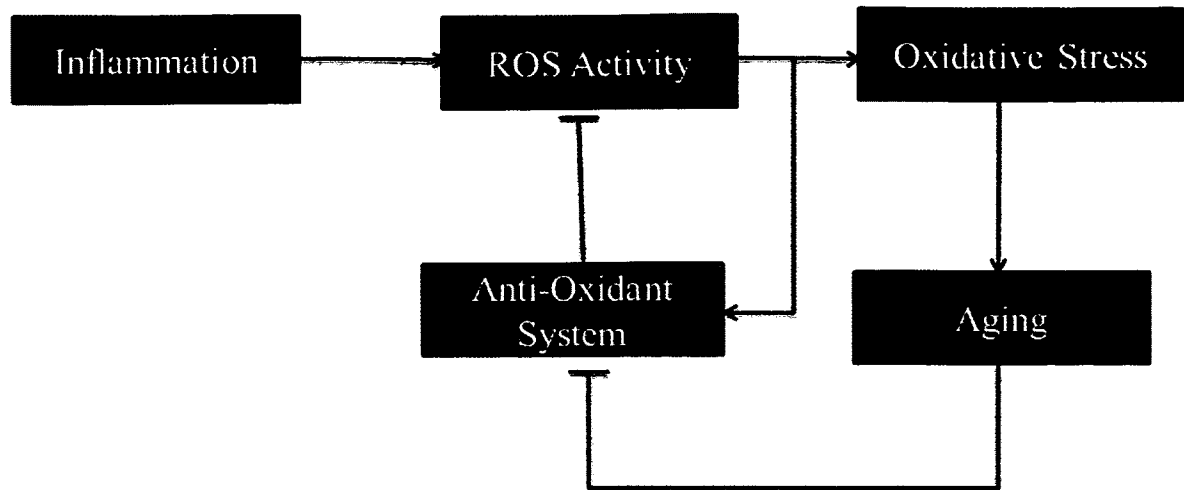 Inflammation
ROS Activity
Oxidative Stress
Anti-Oxidant
System
Aging